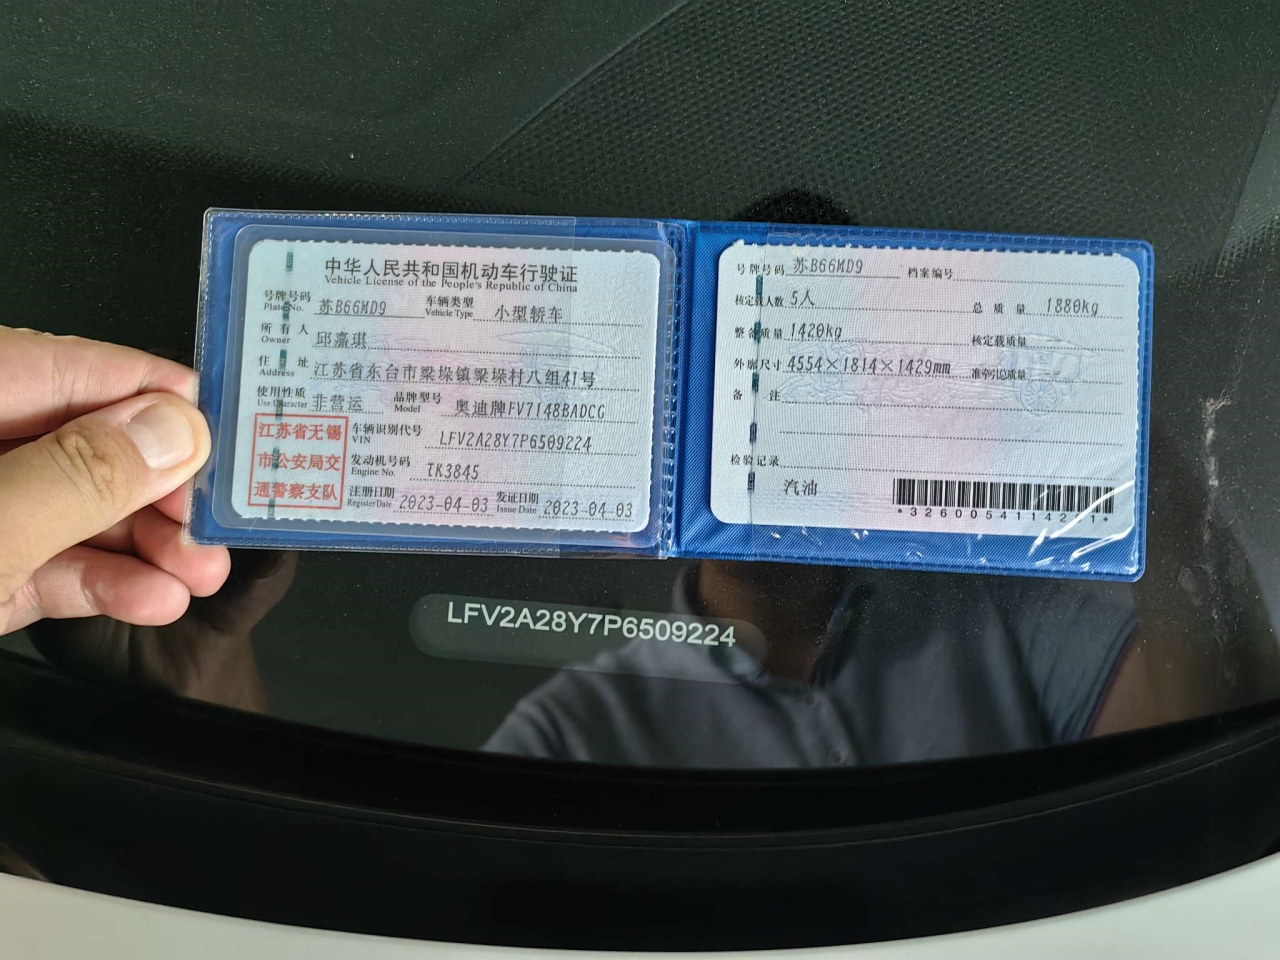 中华人民共和国机动车行驶证
Vehicle License of the People's Republic of China
号牌号码 苏B66MD9 车辆类型 小型轿车
Plate No. Vehicle Type
所有人 邱嘉琪
Owner
住址 江苏省东台市梁垛镇梁垛村八组41号
Address
使用性质 非营运 品牌型号 奥迪牌FV7148BADCG
Use Character Model
江苏省无锡
市公安局交
通警察支队
车辆识别代号 LFV2A28Y7P6509224
VIN
发动机号码 TK3845
Engine No.
注册日期 2023-04-03 发证日期 2023-04-03
Register Date Issue Date
号牌号码 苏B66MD9 档案编号
核定载人数 5人 总质量 1880kg
整备质量 1420kg 核定载质量
外廓尺寸 4554×1814×1429mm 准牵引总质量
备注
检验记录
汽油
LFV2A28Y7P6509224